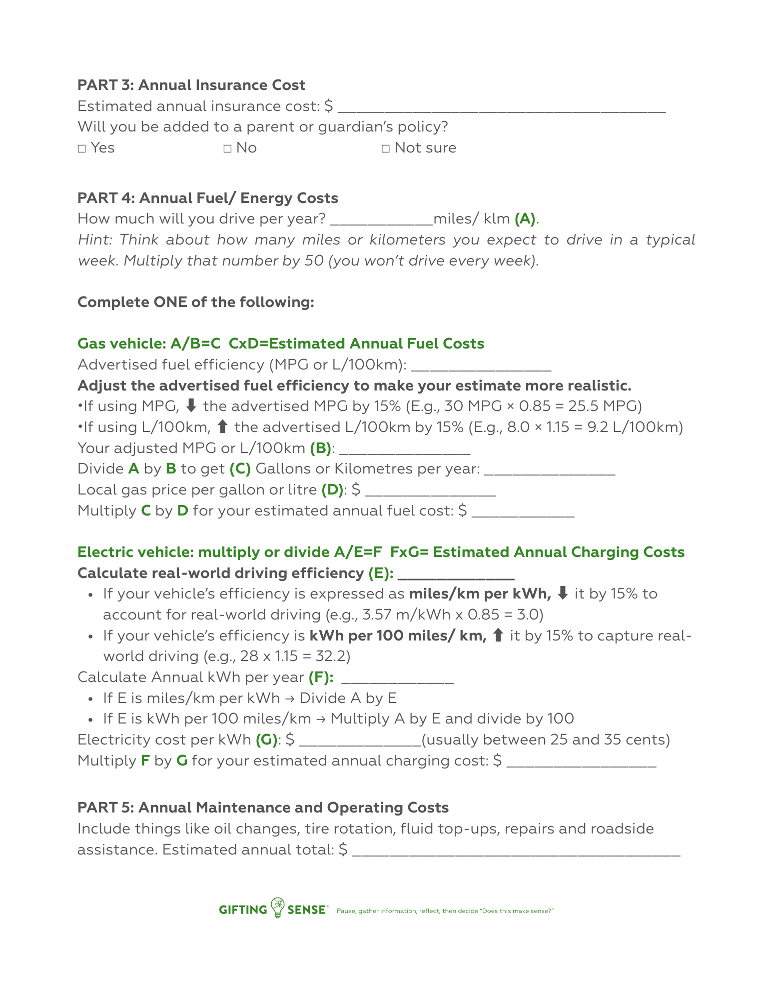 PART 3: Annual Insurance Cost
Estimated annual insurance cost: $ ___________________________________
Will you be added to a parent or guardian’s policy?
□ Yes □ No □ Not sure
PART 4: Annual Fuel/ Energy Costs
How much will you drive per year? ___________miles/ klm (A).
Hint: Think about how many miles or kilometers you expect to drive in a typical
week. Multiply that number by 50 (you won’t drive every week).
Complete ONE of the following:
Gas vehicle: A/B=C CxD=Estimated Annual Fuel Costs
Advertised fuel efficiency (MPG or L/100km): _______________
Adjust the advertised fuel efficiency to make your estimate more realistic.
•If using MPG, ⬇ the advertised MPG by 15% (E.g., 30 MPG × 0.85 = 25.5 MPG)
•If using L/100km, ⬆ the advertised L/100km by 15% (E.g., 8.0 × 1.15 = 9.2 L/100km)
Your adjusted MPG or L/100km (B): ______________
Divide A by B to get (C) Gallons or Kilometres per year: ______________
Local gas price per gallon or litre (D): $ ______________
Multiply C by D for your estimated annual fuel cost: $ ___________
Electric vehicle: multiply or divide A/E=F FxG= Estimated Annual Charging Costs
Calculate real-world driving efficiency (E): ____________
• If your vehicle’s efficiency is expressed as miles/km per kWh, ⬇ it by 15% to
account for real-world driving (e.g., 3.57 m/kWh x 0.85 = 3.0)
• If your vehicle’s efficiency is kWh per 100 miles/ km, ⬆ it by 15% to capture real-
world driving (e.g., 28 x 1.15 = 32.2)
Calculate Annual kWh per year (F): ____________
• If E is miles/km per kWh → Divide A by E
• If E is kWh per 100 miles/km → Multiply A by E and divide by 100
Electricity cost per kWh (G): $ _____________(usually between 25 and 35 cents)
Multiply F by G for your estimated annual charging cost: $ ________________
PART 5: Annual Maintenance and Operating Costs
Include things like oil changes, tire rotation, fluid top-ups, repairs and roadside
assistance. Estimated annual total: $ ___________________________________
GIFTING SENSE® Pause, gather information, reflect, then decide “Does this make sense?”